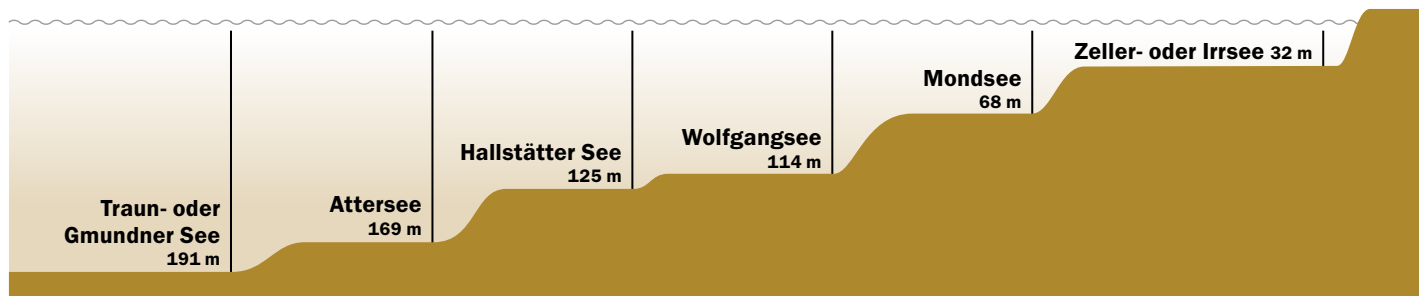 Traun- oder
Gmundner See
191 m
Attersee
169 m
Hallstätter See
125 m
Wolfgangsee
114 m
Mondsee
68 m
Zeller- oder Irrsee 32 m